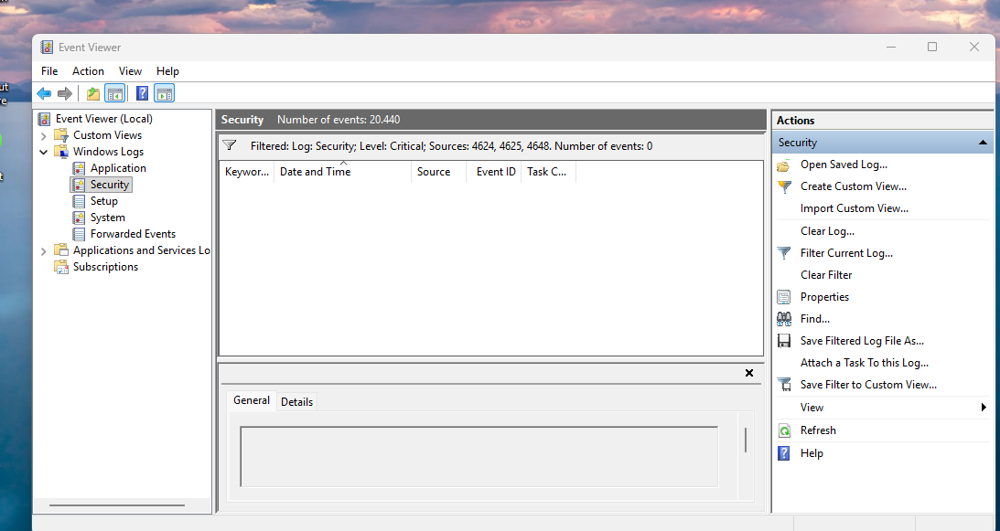 Event Viewer
File Action View Help
Event Viewer (Local)
Custom Views
Windows Logs
Application
Security
Setup
System
Forwarded Events
Applications and Services Lo
Subscriptions
Security Number of events: 20.440
Filtered: Log: Security; Level: Critical; Sources: 4624, 4625, 4648. Number of events: 0
Keywor... Date and Time Source Event ID Task C...
General Details
Actions
Security
Open Saved Log...
Create Custom View...
Import Custom View...
Clear Log...
Filter Current Log...
Clear Filter
Properties
Find...
Save Filtered Log File As...
Attach a Task To this Log...
Save Filter to Custom View...
View
Refresh
Help